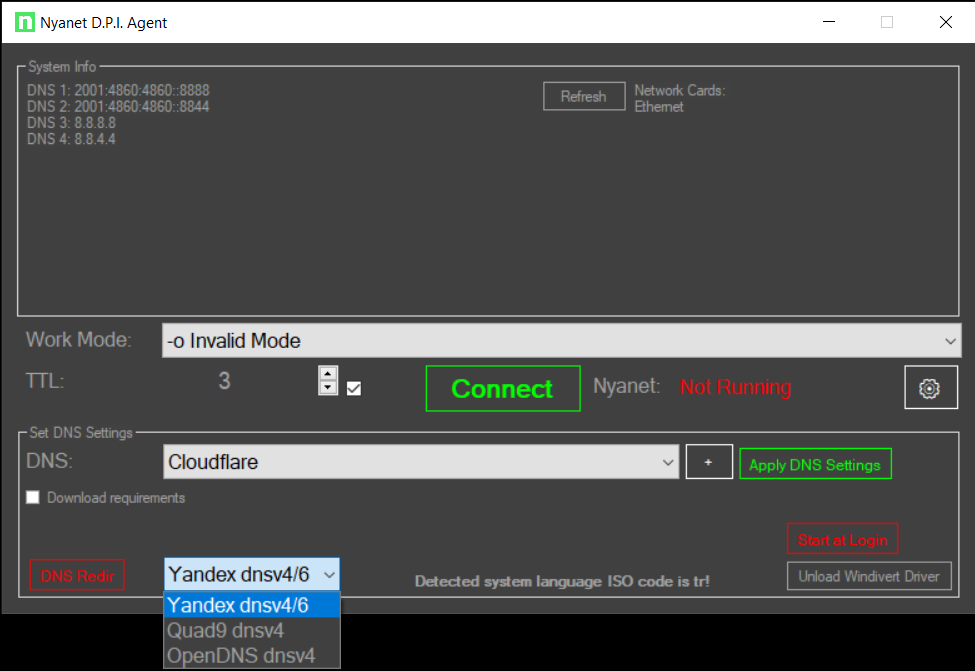 Nyanet D.P.I. Agent
System Info
DNS 1: 2001:4860:4860::8888
DNS 2: 2001:4860:4860::8844
DNS 3: 8.8.8.8
DNS 4: 8.8.4.4
Refresh
Network Cards:
Ethernet
Work Mode:
-o Invalid Mode
TTL:
3
Connect
Nyanet:
Not Running
Set DNS Settings
DNS:
Cloudflare
+
Apply DNS Settings
Download requirements
Start at Login
DNS Redir
Yandex dnsv4/6
Detected system language ISO code is tr!
Unload Windivert Driver
Yandex dnsv4/6
Quad9 dnsv4
OpenDNS dnsv4